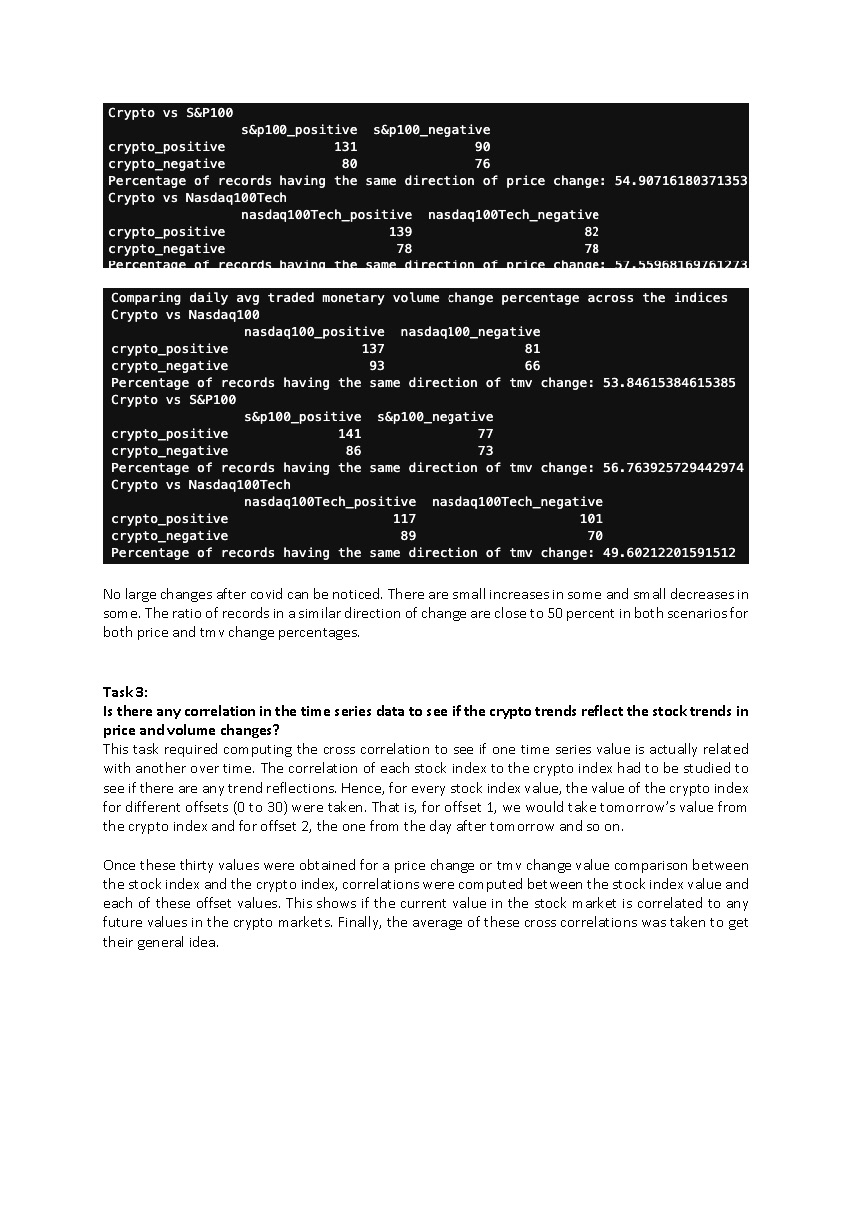 Crypto vs S&P100
s&p100_positive s&p100_negative
crypto_positive 131 90
crypto_negative 80 76
Percentage of records having the same direction of price change: 54.90716180371353
Crypto vs Nasdaq100Tech
nasdaq100Tech_positive nasdaq100Tech_negative
crypto_positive 139 82
crypto_negative 78 78
Percentage of records having the same direction of price change: 57.55968169761273
Comparing daily avg traded monetary volume change percentage across the indices
Crypto vs Nasdaq100
nasdaq100_positive nasdaq100_negative
crypto_positive 137 81
crypto_negative 93 66
Percentage of records having the same direction of tmv change: 53.84615384615385
Crypto vs S&P100
s&p100_positive s&p100_negative
crypto_positive 141 77
crypto_negative 86 73
Percentage of records having the same direction of tmv change: 56.763925729442974
Crypto vs Nasdaq100Tech
nasdaq100Tech_positive nasdaq100Tech_negative
crypto_positive 117 101
crypto_negative 89 70
Percentage of records having the same direction of tmv change: 49.60212201591512
No large changes after covid can be noticed. There are small increases in some and small decreases in
some. The ratio of records in a similar direction of change are close to 50 percent in both scenarios for
both price and tmv change percentages.
Task 3:
Is there any correlation in the time series data to see if the crypto trends reflect the stock trends in
price and volume changes?
This task required computing the cross correlation to see if one time series value is actually related
with another over time. The correlation of each stock index to the crypto index had to be studied to
see if there are any trend reflections. Hence, for every stock index value, the value of the crypto index
for different offsets (0 to 30) were taken. That is, for offset 1, we would take tomorrow's value from
the crypto index and for offset 2, the one from the day after tomorrow and so on.
Once these thirty values were obtained for a price change or tmv change value comparison between
the stock index and the crypto index, correlations were computed between the stock index value and
each of these offset values. This shows if the current value in the stock market is correlated to any
future values in the crypto markets. Finally, the average of these cross correlations was taken to get
their general idea.